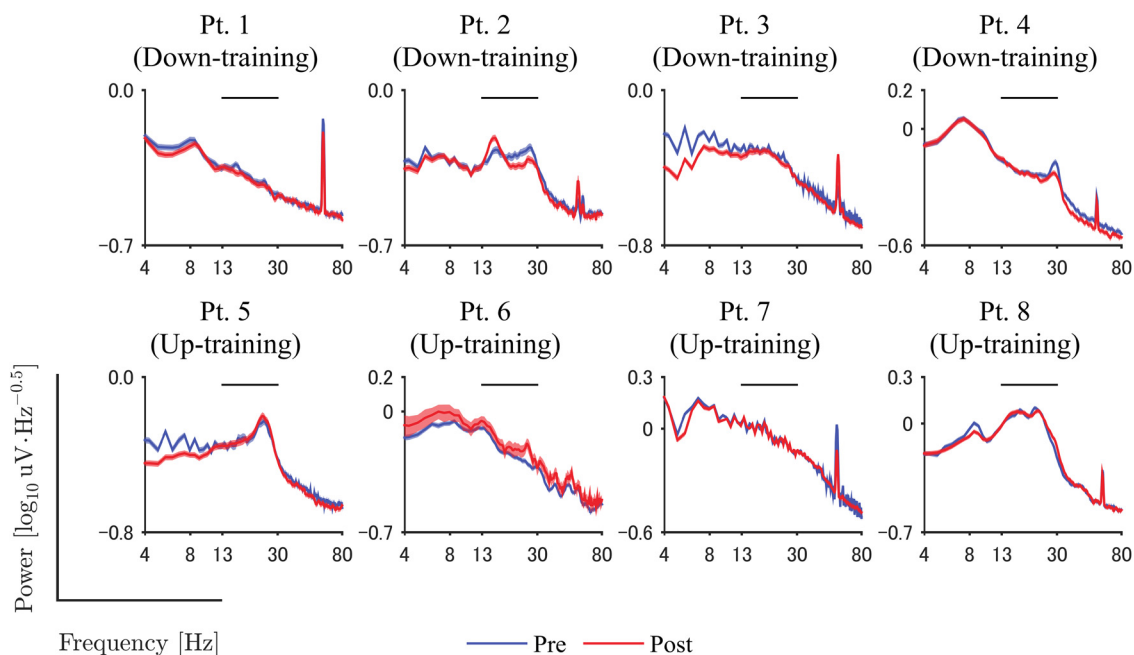 Pt. 1
(Down-training)
Pt. 2
(Down-training)
Pt. 3
(Down-training)
Pt. 4
(Down-training)
0.0
−0.7
4 8 13 30 80
0.0
−0.7
4 8 13 30 80
0.0
−0.8
4 8 13 30 80
0.2
0
−0.6
4 8 13 30 80
Pt. 5
(Up-training)
Pt. 6
(Up-training)
Pt. 7
(Up-training)
Pt. 8
(Up-training)
0.0
−0.8
4 8 13 30 80
0.2
0
−0.7
4 8 13 30 80
0.3
0
−0.6
4 8 13 30 80
0.3
0
−0.7
4 8 13 30 80
Power [log₁₀ uV·Hz⁻⁰·⁵]
Frequency [Hz]
Pre Post